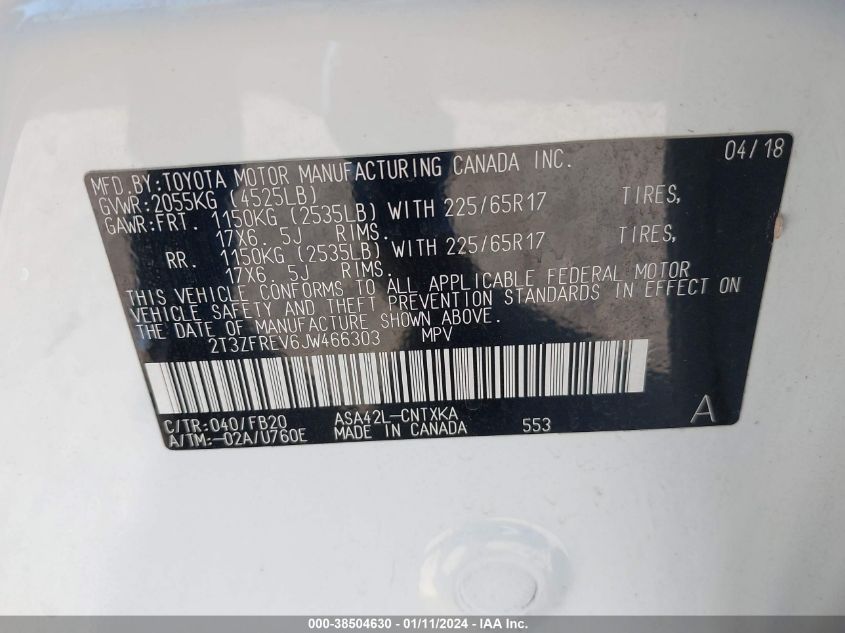 MFD.BY:TOYOTA MOTOR MANUFACTURING CANADA INC. 04/18
GVWR:2055KG (4525LB)
GAWR:FRT. 1150KG (2535LB) WITH 225/65R17 TIRES,
17X6. 5J RIMS.
RR. 1150KG (2535LB) WITH 225/65R17 TIRES,
17X6. 5J RIMS.
THIS VEHICLE CONFORMS TO ALL APPLICABLE FEDERAL MOTOR
VEHICLE SAFETY AND THEFT PREVENTION STANDARDS IN EFFECT ON
THE DATE OF MANUFACTURE SHOWN ABOVE.
2T3ZFREV6JW466303 MPV
C/TR:040/FB20 ASA42L-CNTXKA A
A/TM:-02A/U760E MADE IN CANADA 553
000-38504630 - 01/11/2024 - IAA, Inc.